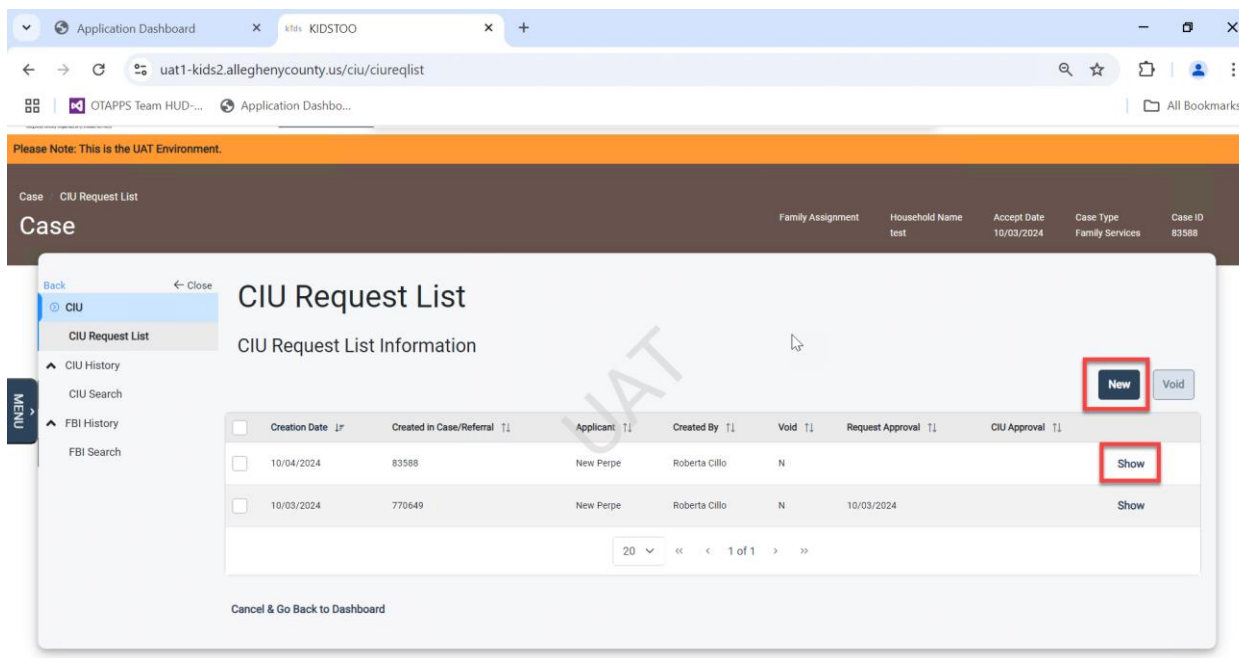 Application Dashboard
kids KIDSTOO
uat1-kids2.alleghenycounty.us/ciu/ciureqlist
OTAPPS Team HUD-...
Application Dashbo...
All Bookmarks
Please Note: This is the UAT Environment.
Case / CIU Request List
Case
Family Assignment Household Name Accept Date Case Type Case ID
test 10/03/2024 Family Services 83588
Back ← Close
CIU
CIU Request List
CIU History
CIU Search
FBI History
FBI Search
MENU
CIU Request List
CIU Request List Information
UAT
New Void
Creation Date Created in Case/Referral Applicant Created By Void Request Approval CIU Approval
10/04/2024 83588 New Perpe Roberta Cillo N Show
10/03/2024 770649 New Perpe Roberta Cillo N 10/03/2024 Show
20 << < 1 of 1 > >>
Cancel & Go Back to Dashboard